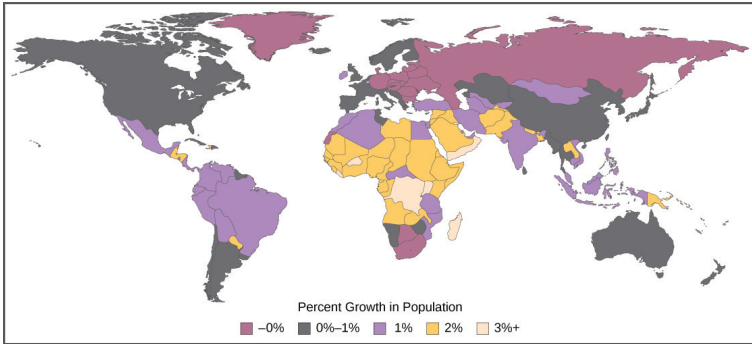 Percent Growth in Population
–0% 0%–1% 1% 2% 3%+